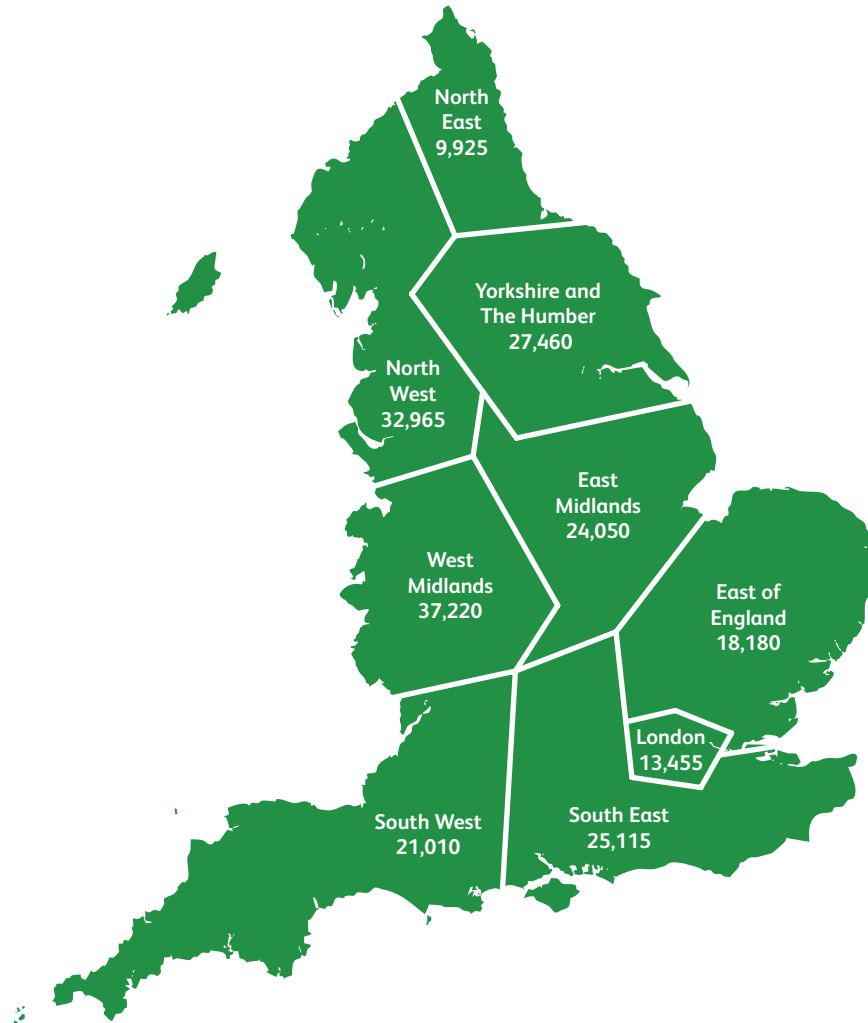 North
East
9,925
Yorkshire and
The Humber
27,460
North
West
32,965
East
Midlands
24,050
West
Midlands
37,220
East of
England
18,180
London
13,455
South West
21,010
South East
25,115